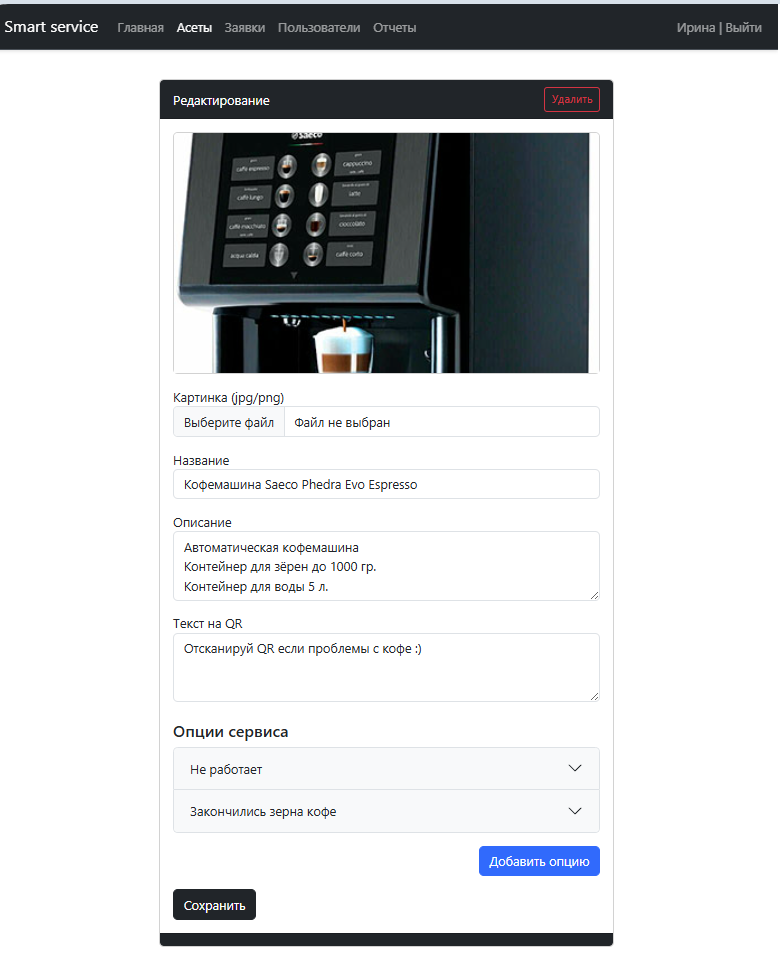 Smart service Главная Асеты Заявки Пользователи Отчеты Ирина | Выйти
Редактирование Удалить
Saeco
caffè espresso cappuccino
caffè lungo latte
caffè macchiato cioccolato
acqua calda caffè corto
Картинка (jpg/png)
Выберите файл Файл не выбран
Название
Кофемашина Saeco Phedra Evo Espresso
Описание
Автоматическая кофемашина
Контейнер для зёрен до 1000 гр.
Контейнер для воды 5 л.
Текст на QR
Отсканируй QR если проблемы с кофе :)
Опции сервиса
Не работает
Закончились зерна кофе
Добавить опцию
Сохранить